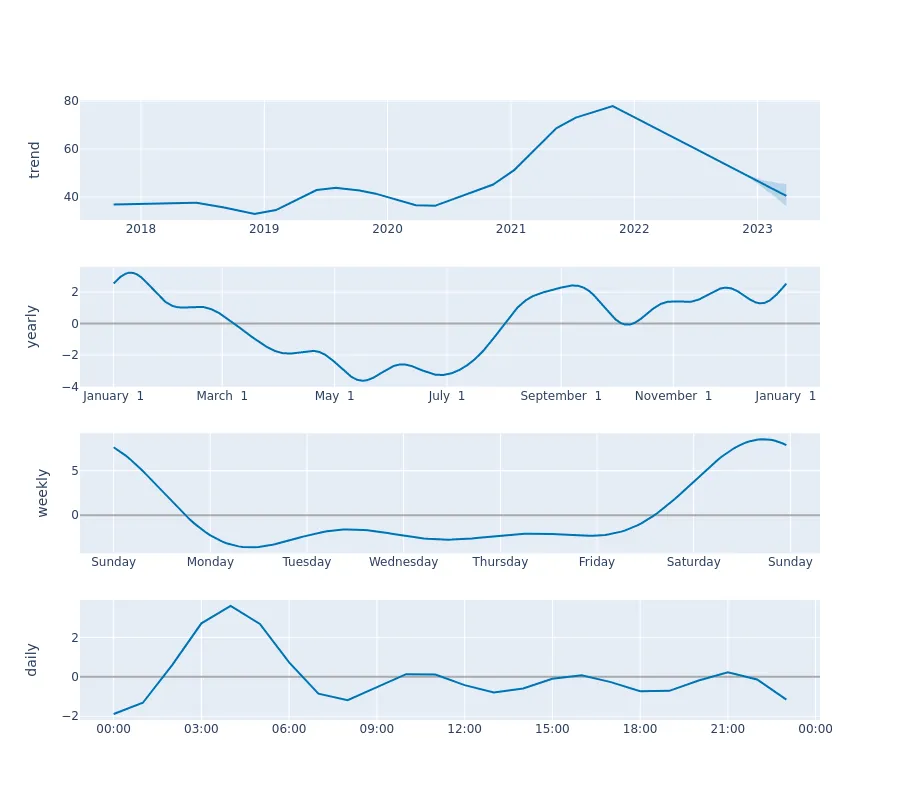 trend
80
60
40
2018 2019 2020 2021 2022 2023
yearly
2
0
−2
−4
January 1 March 1 May 1 July 1 September 1 November 1 January 1
weekly
5
0
Sunday Monday Tuesday Wednesday Thursday Friday Saturday Sunday
daily
2
0
−2
00:00 03:00 06:00 09:00 12:00 15:00 18:00 21:00 00:00